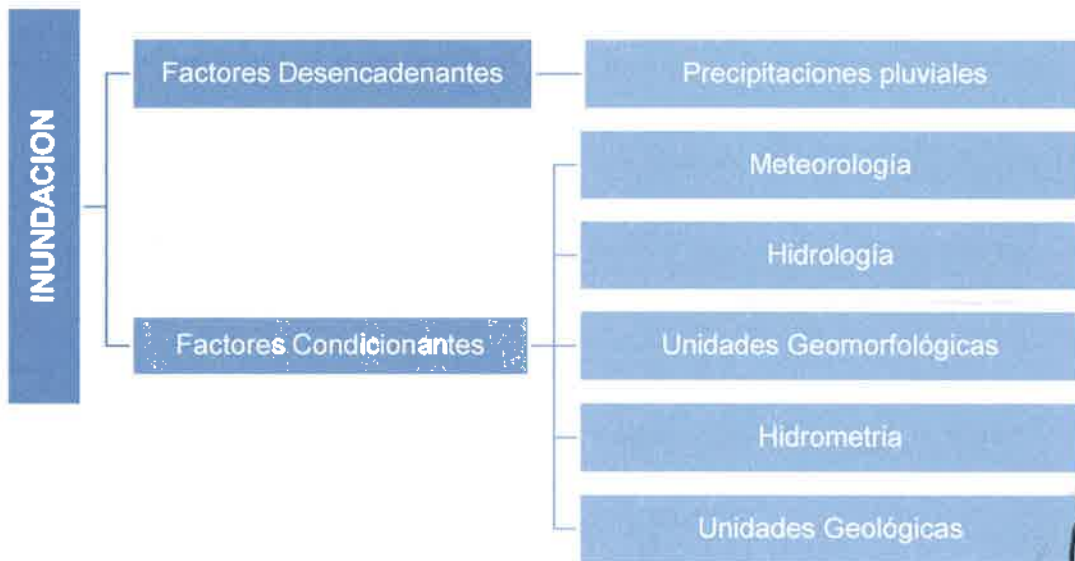 INUNDACION
Factores Desencadenantes
Precipitaciones pluviales
Factores Condicionantes
Meteorología
Hidrología
Unidades Geomorfológicas
Hidrometria
Unidades Geológicas